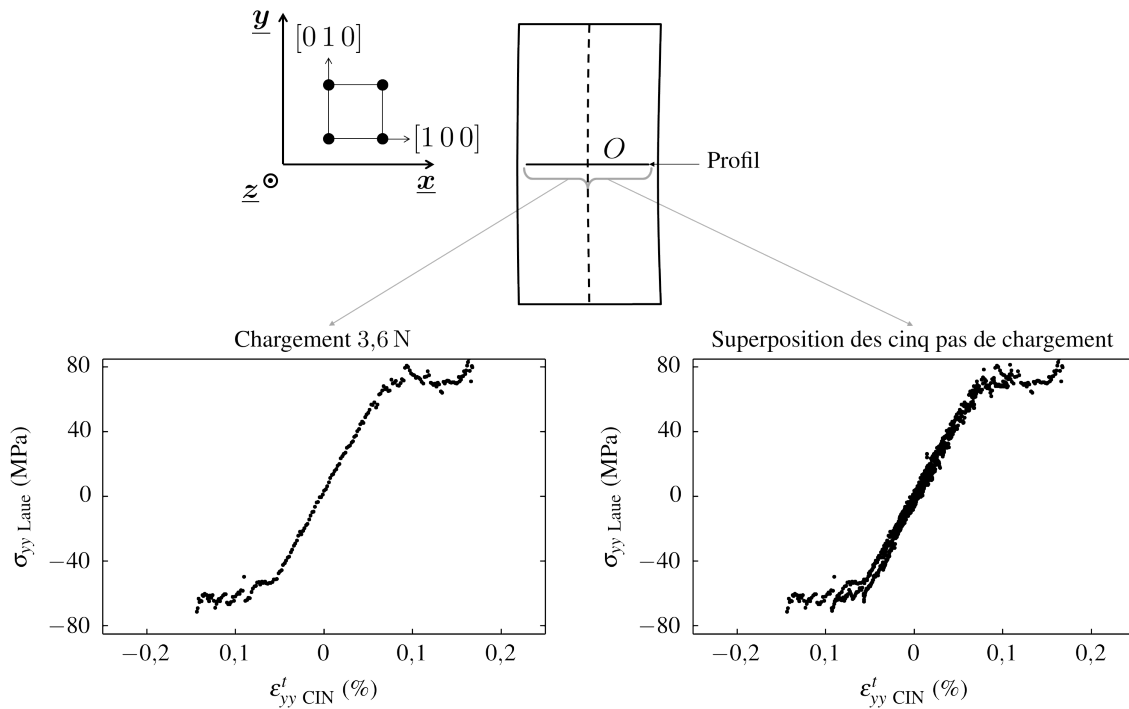 y
[0 1 0]
[1 0 0]
z
x
O
Profil
Chargement 3,6 N
80
40
0
−40
−80
σyy Laue (MPa)
−0,2
0,1
0
0,1
0,2
εtyy CIN (%)
Superposition des cinq pas de chargement
80
40
0
−40
−80
σyy Laue (MPa)
−0,2
0,1
0
0,1
0,2
εtyy CIN (%)